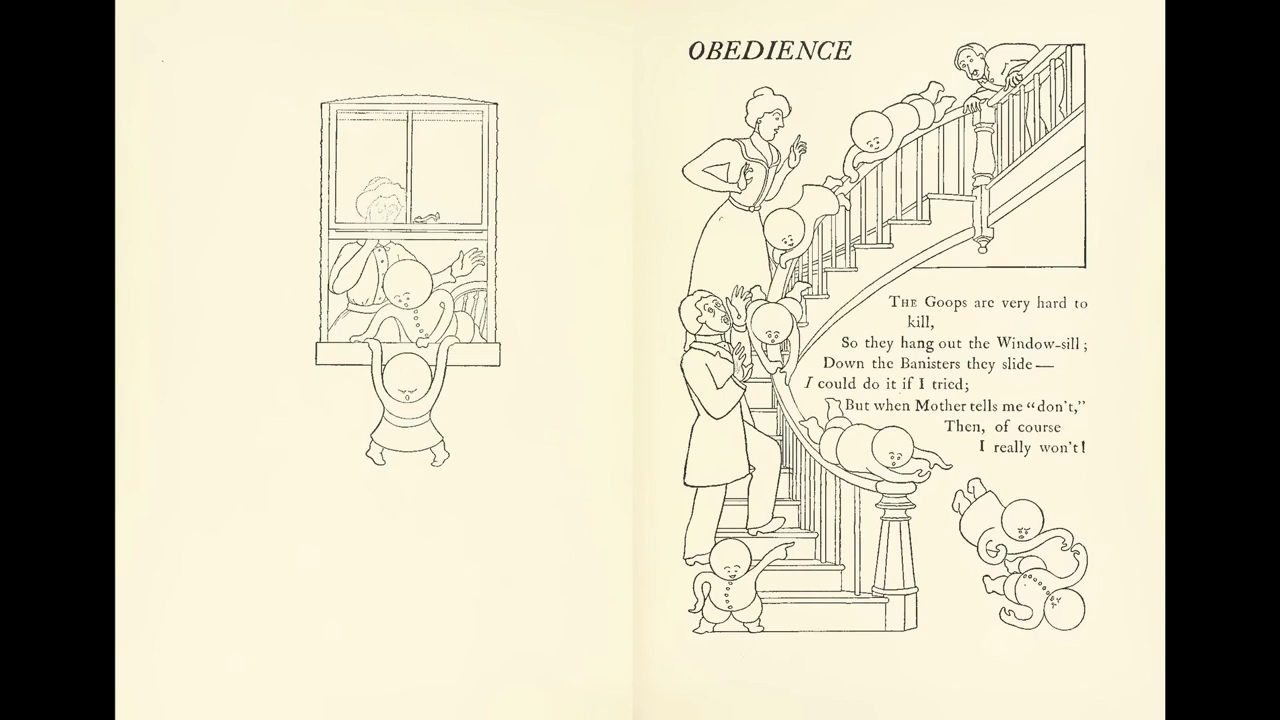 OBEDIENCE
THE Goops are very hard to
kill,
So they hang out the Window-sill;
Down the Banisters they slide—
I could do it if I tried;
But when Mother tells me “don't,”
Then, of course
I really won't!